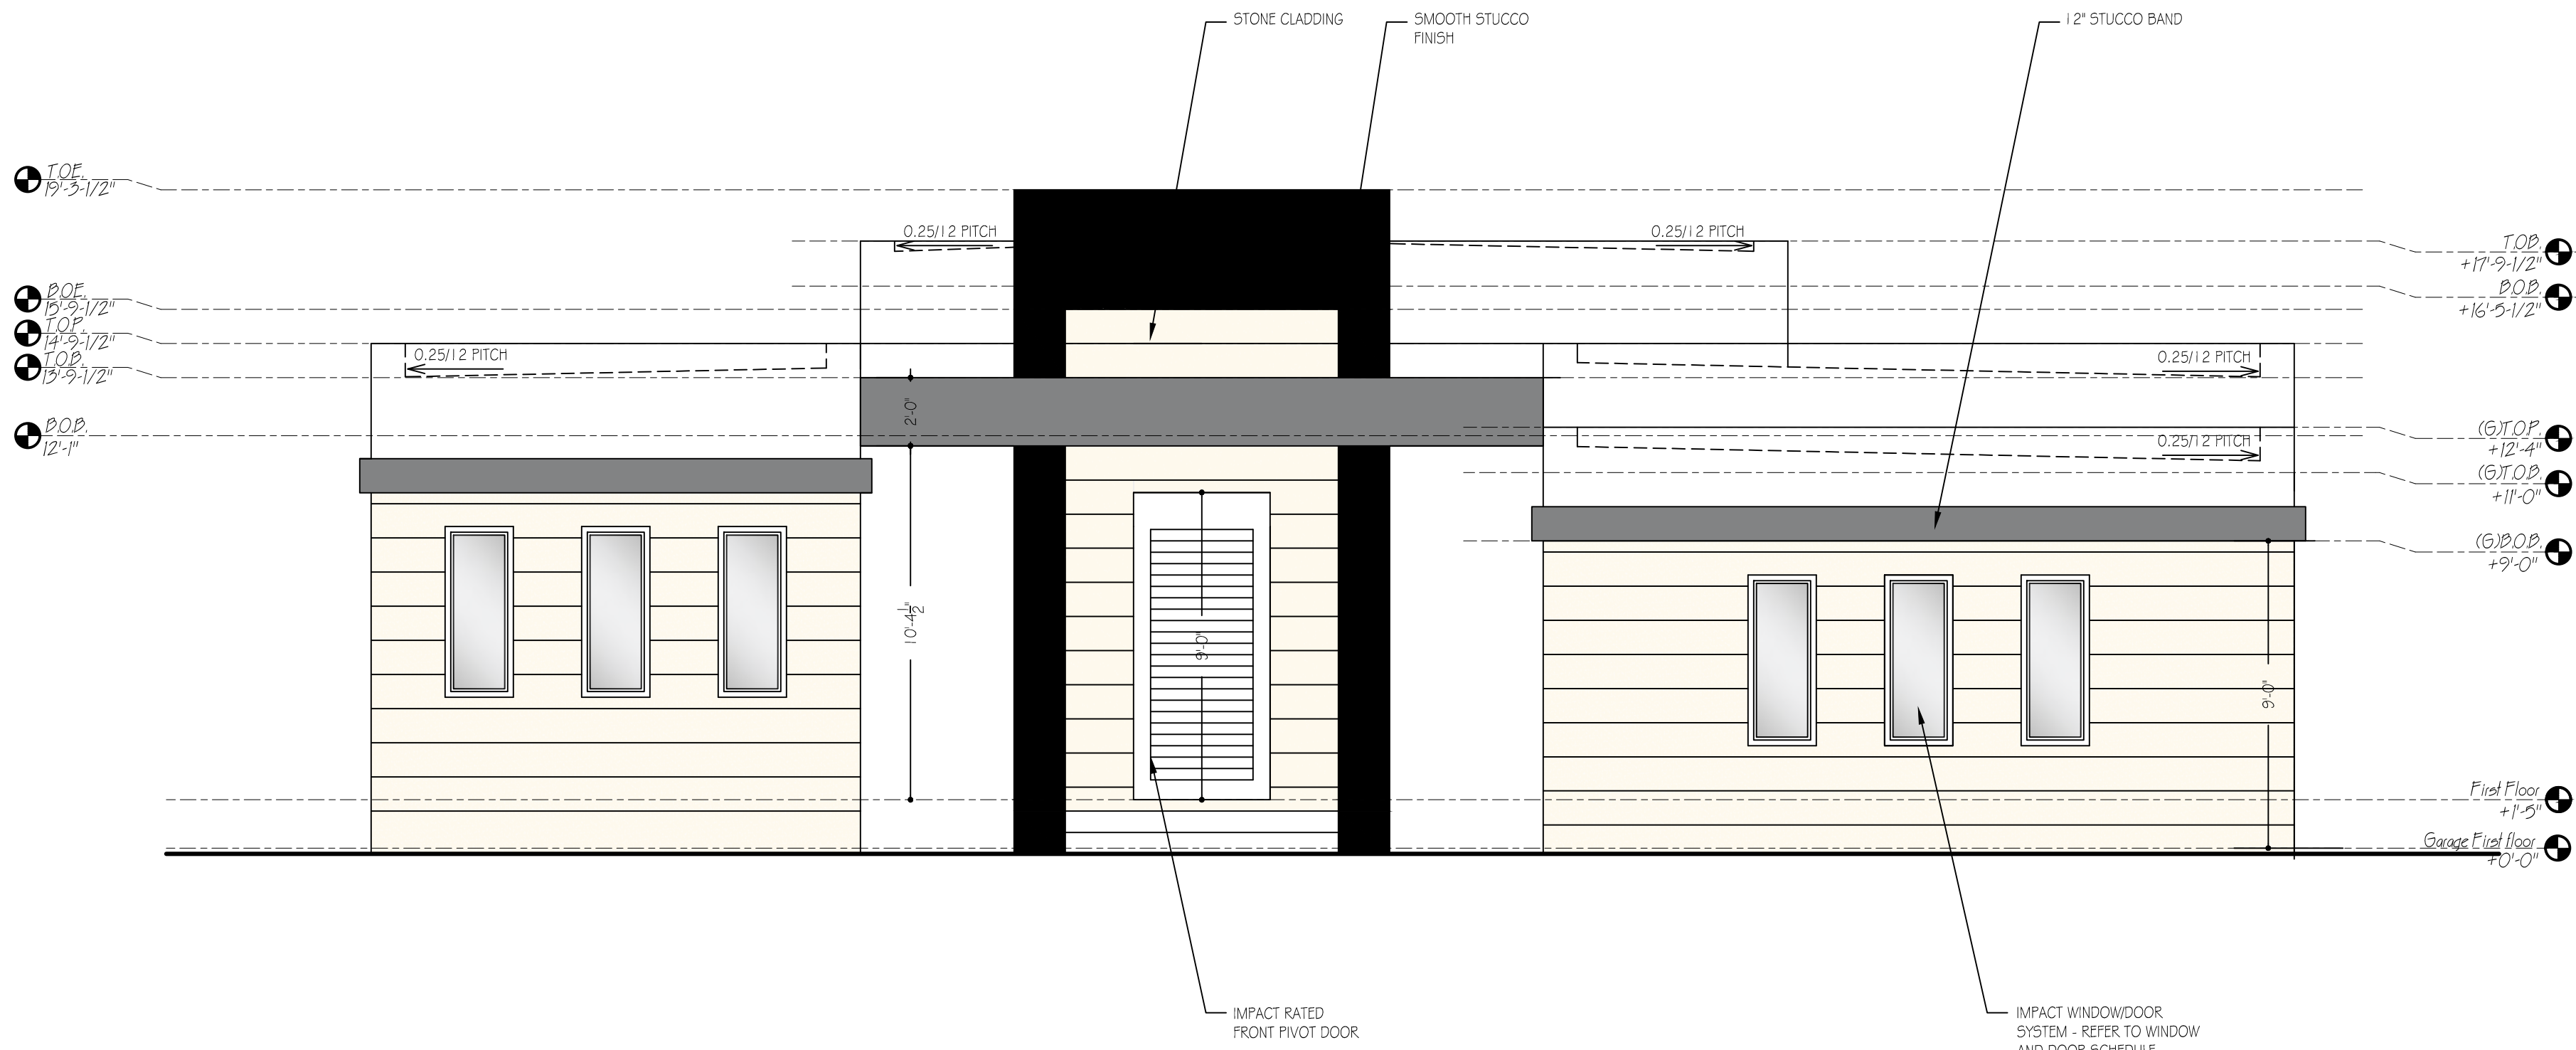 STONE CLADDING
SMOOTH STUCCO
FINISH
12" STUCCO BAND
T.O.E.
19'-3-1/2"
0.25/12 PITCH
0.25/12 PITCH
T.O.B.
+17'-9-1/2"
B.O.E.
15'-9-1/2"
B.O.B.
+16'-5-1/2"
T.O.P.
14'-9-1/2"
T.O.B.
13'-9-1/2"
0.25/12 PITCH
0.25/12 PITCH
2'-0"
B.O.B.
12'-1"
(G)T.O.P.
+12'-4"
0.25/12 PITCH
(G)T.O.B.
+11'-0"
(G)B.O.B.
+9'-0"
10'-4 1/2"
9'-0"
9'-0"
First Floor
+1'-5"
Garage First floor
+0'-0"
IMPACT RATED
FRONT PIVOT DOOR
IMPACT WINDOW/DOOR
SYSTEM - REFER TO WINDOW
AND DOOR SCHEDULE